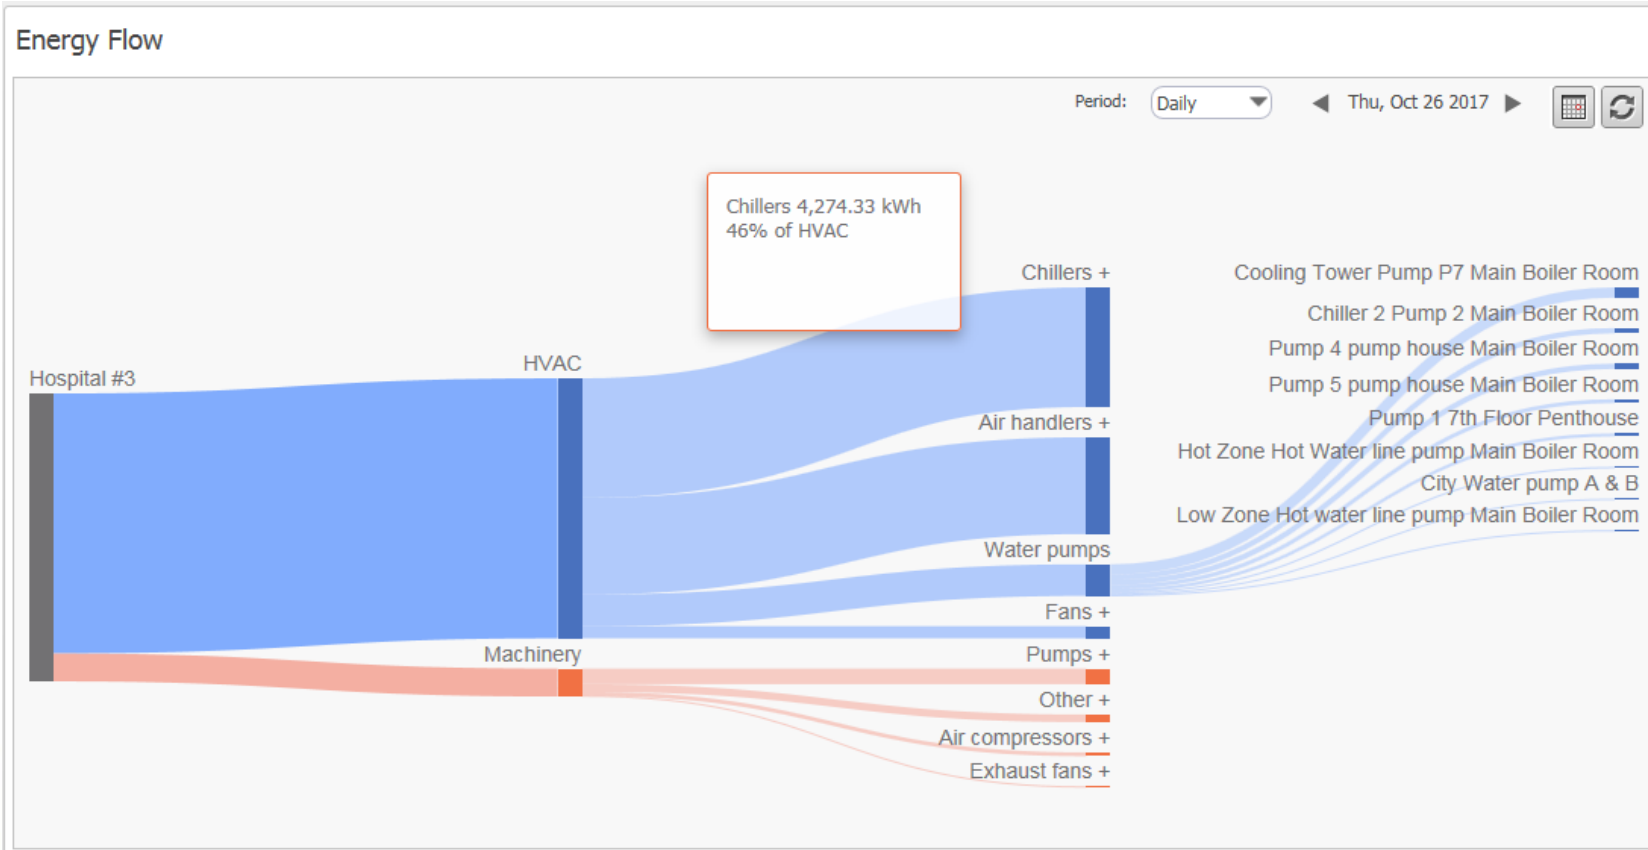 Energy Flow
Period:
Daily
Thu, Oct 26 2017
Chillers 4,274.33 kWh
46% of HVAC
Hospital #3
HVAC
Machinery
Chillers +
Air handlers +
Water pumps
Fans +
Pumps +
Other +
Air compressors +
Exhaust fans +
Cooling Tower Pump P7 Main Boiler Room
Chiller 2 Pump 2 Main Boiler Room
Pump 4 pump house Main Boiler Room
Pump 5 pump house Main Boiler Room
Pump 1 7th Floor Penthouse
Hot Zone Hot Water line pump Main Boiler Room
City Water pump A & B
Low Zone Hot water line pump Main Boiler Room